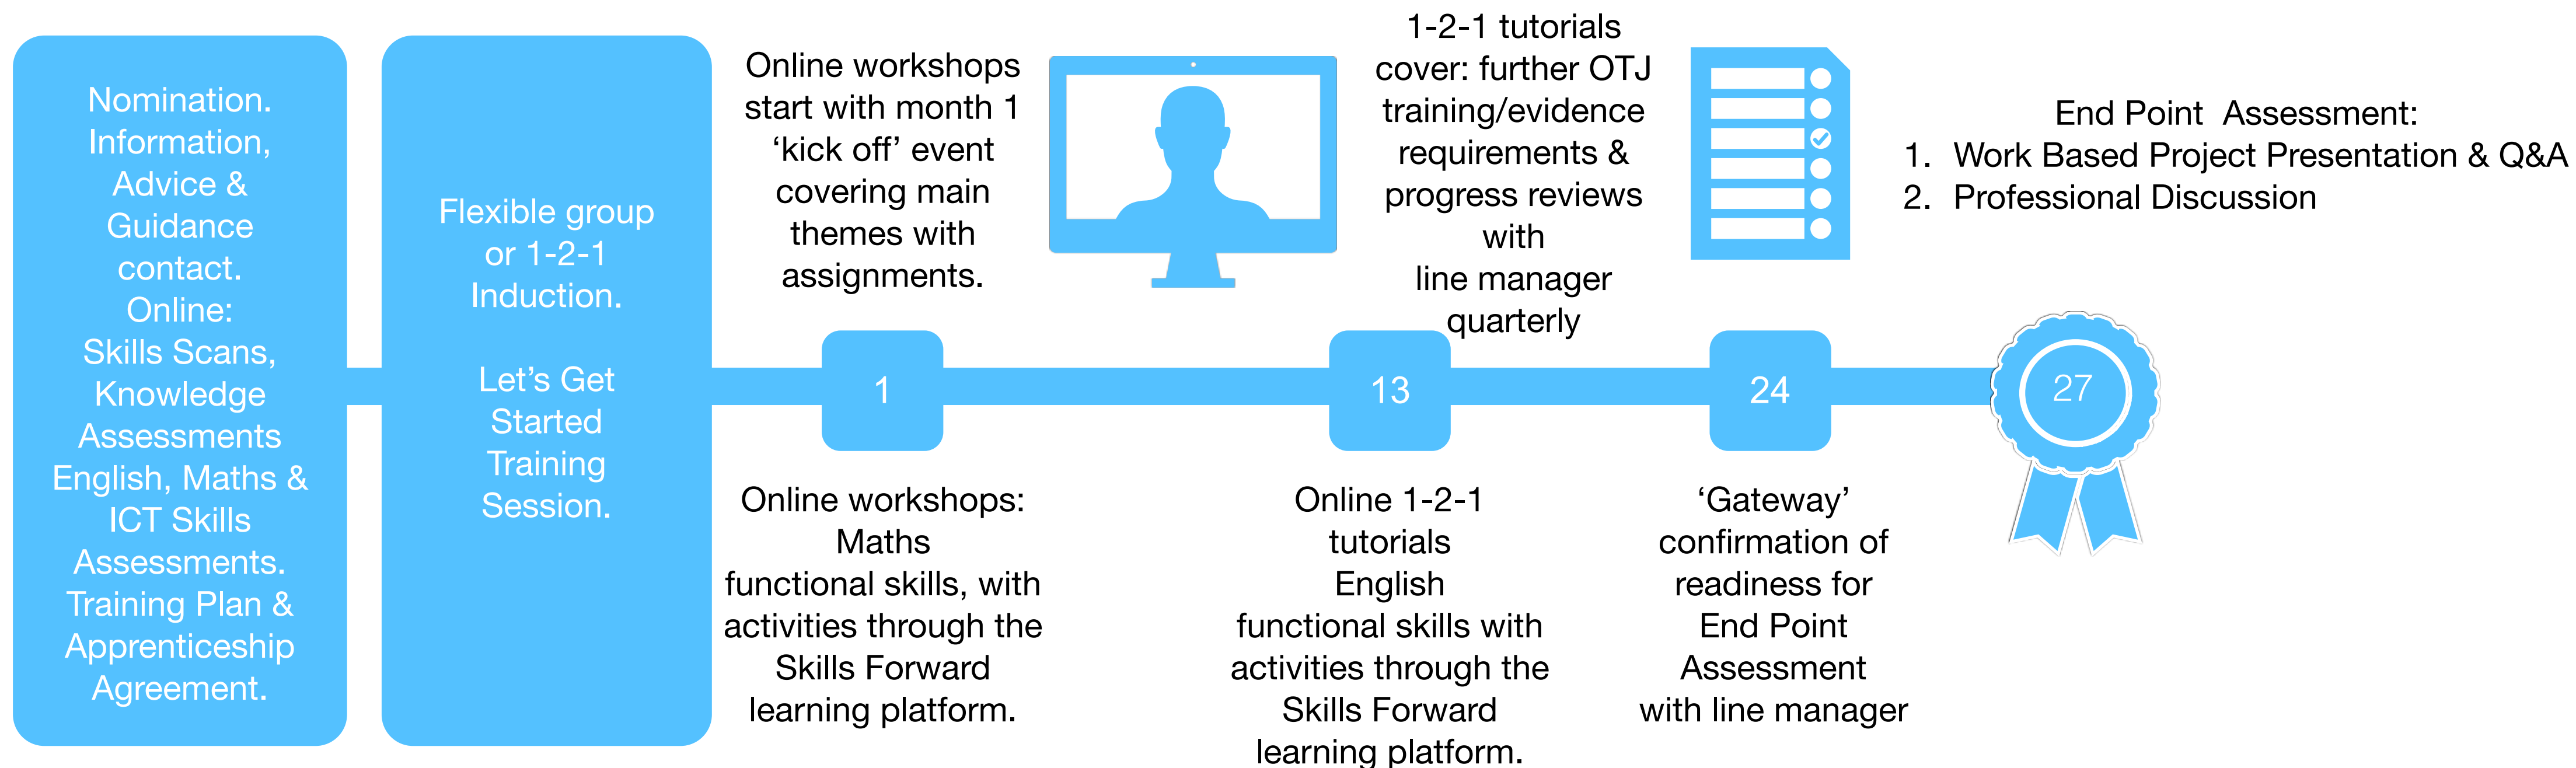 Nomination.
Information,
Advice &
Guidance
contact.
Online:
Skills Scans,
Knowledge
Assessments
English, Maths &
ICT Skills
Assessments.
Training Plan &
Apprenticeship
Agreement.
Flexible group
or 1-2-1
Induction.
Let’s Get
Started
Training
Session.
Online workshops
start with month 1
‘kick off’ event
covering main
themes with
assignments.
1
Online workshops:
Maths
functional skills, with
activities through the
Skills Forward
learning platform.
1-2-1 tutorials
cover: further OTJ
training/evidence
requirements &
progress reviews
with
line manager
quarterly
13
Online 1-2-1
tutorials
English
functional skills with
activities through the
Skills Forward
learning platform.
24
‘Gateway’
confirmation of
readiness for
End Point
Assessment
with line manager
End Point  Assessment:
1. Work Based Project Presentation & Q&A
2. Professional Discussion
27